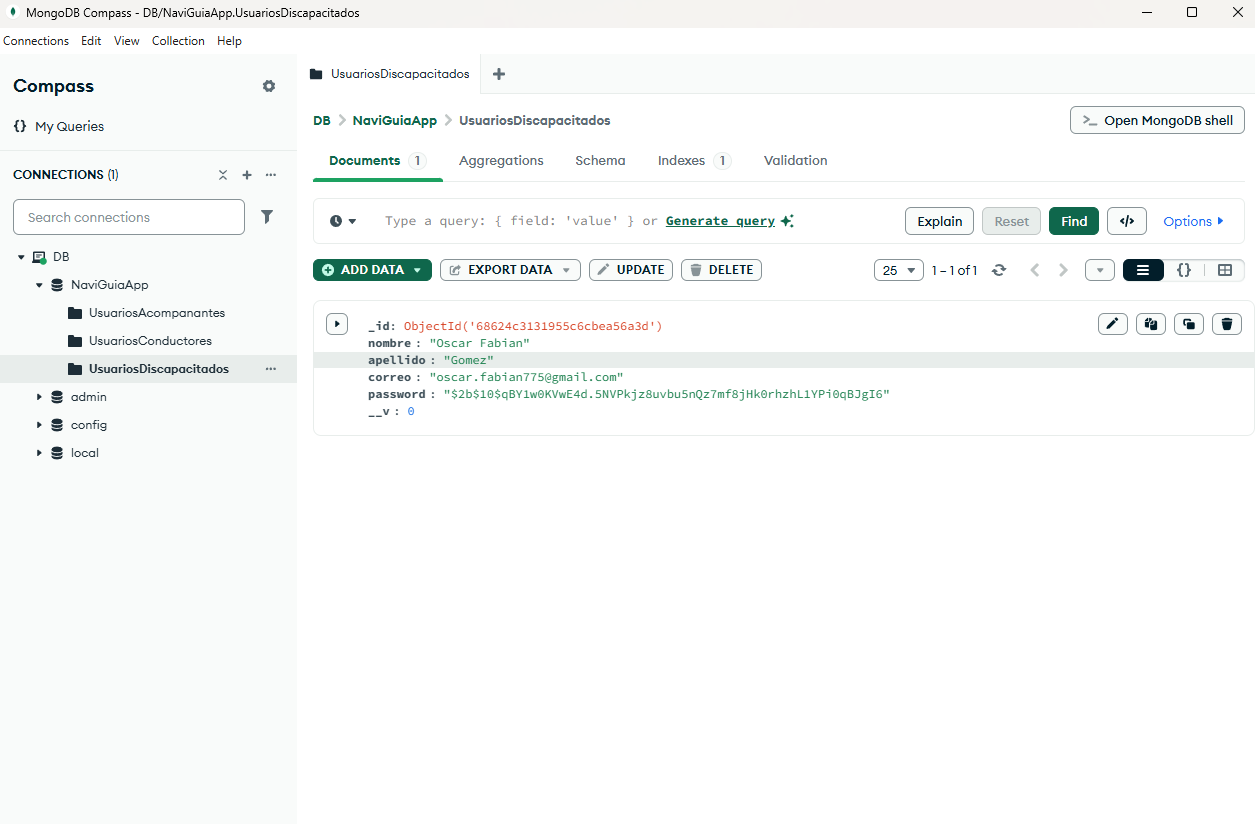 MongoDB Compass - DB/NaviGuiaApp.UsuariosDiscapacitados
Connections Edit View Collection Help
Compass
{} My Queries
CONNECTIONS (1)
Search connections
DB
NaviGuiaApp
UsuariosAcompanantes
UsuariosConductores
UsuariosDiscapacitados
admin
config
local
UsuariosDiscapacitados
DB > NaviGuiaApp > UsuariosDiscapacitados
>_ Open MongoDB shell
Documents 1 Aggregations Schema Indexes 1 Validation
Type a query: { field: 'value' } or Generate query
Explain Reset Find </> Options
ADD DATA EXPORT DATA UPDATE DELETE
25 1 – 1 of 1 {}
_id: ObjectId('68624c3131955c6cbea56a3d')
nombre : "Oscar Fabian"
apellido : "Gomez"
correo : "oscar.fabian775@gmail.com"
password : "$2b$10$qBY1w0KVwE4d.5NVPkjz8uvbu5nQz7mf8jHk0rhzhL1YPi0qBJgI6"
__v : 0